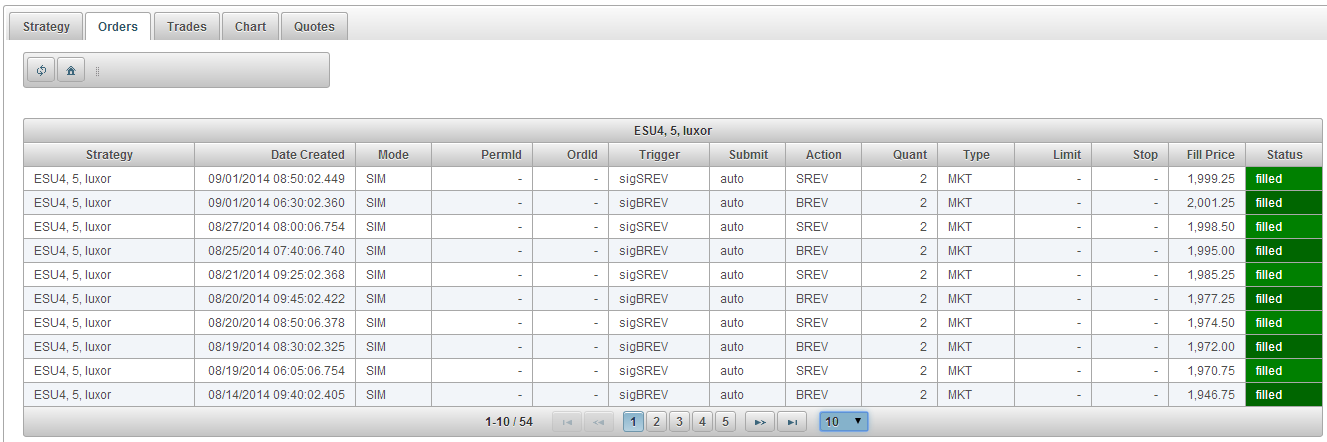 Strategy Orders Trades Chart Quotes
ESU4, 5, luxor
Strategy Date Created Mode PermId OrdId Trigger Submit Action Quant Type Limit Stop Fill Price Status
ESU4, 5, luxor 09/01/2014 08:50:02.449 SIM - - sigSREV auto SREV 2 MKT - - 1,999.25 filled
ESU4, 5, luxor 09/01/2014 06:30:02.360 SIM - - sigBREV auto BREV 2 MKT - - 2,001.25 filled
ESU4, 5, luxor 08/27/2014 08:00:06.754 SIM - - sigSREV auto SREV 2 MKT - - 1,998.50 filled
ESU4, 5, luxor 08/25/2014 07:40:06.740 SIM - - sigBREV auto BREV 2 MKT - - 1,995.00 filled
ESU4, 5, luxor 08/21/2014 09:25:02.368 SIM - - sigSREV auto SREV 2 MKT - - 1,985.25 filled
ESU4, 5, luxor 08/20/2014 09:45:02.422 SIM - - sigBREV auto BREV 2 MKT - - 1,977.25 filled
ESU4, 5, luxor 08/20/2014 08:50:06.378 SIM - - sigSREV auto SREV 2 MKT - - 1,974.50 filled
ESU4, 5, luxor 08/19/2014 08:30:02.325 SIM - - sigBREV auto BREV 2 MKT - - 1,972.00 filled
ESU4, 5, luxor 08/19/2014 06:05:06.754 SIM - - sigSREV auto SREV 2 MKT - - 1,970.75 filled
ESU4, 5, luxor 08/14/2014 09:40:02.405 SIM - - sigBREV auto BREV 2 MKT - - 1,946.75 filled
1-10 / 54 1 2 3 4 5 10